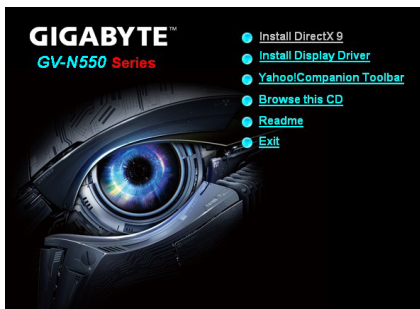 GIGABYTE™
GV-N550 Series
Install DirectX 9
Install Display Driver
Yahoo!Companion Toolbar
Browse this CD
Readme
Exit